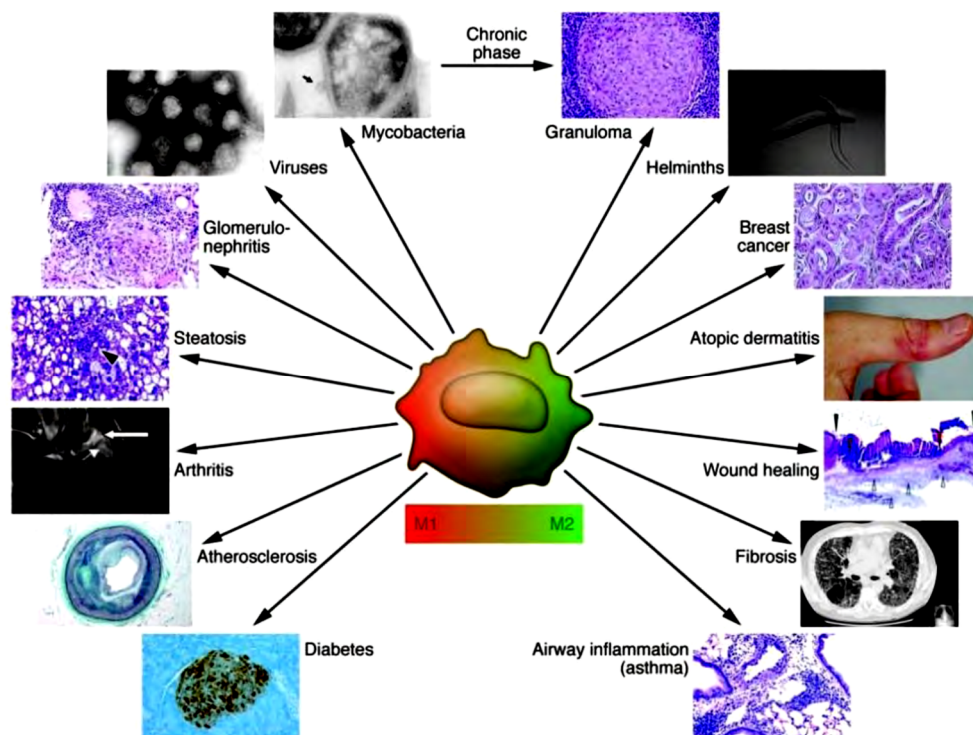 Chronic
phase
Mycobacteria
Granuloma
Viruses
Helminths
Glomerulo-
nephritis
Breast
cancer
Steatosis
Atopic dermatitis
Arthritis
Wound healing
M1
M2
Atherosclerosis
Fibrosis
Diabetes
Airway inflammation
(asthma)